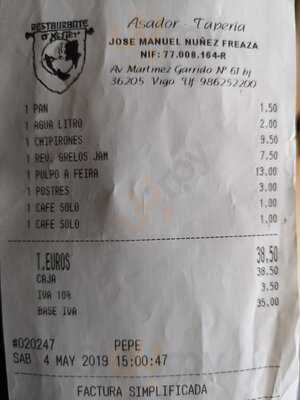 RESTAURANTE
Asador - Tapería
JOSE MANUEL NUÑEZ FREAZA
NIF: 77.008.164-R
Av Martinez Garrido Nº 61 bj
36205 Vigo Tlf 986252200
1 PAN 1.50
1 AGUA LITRO 2.00
1 CHIPIRONES 9.50
1 REV. GRELOS JAM 7.50
1 PULPO A FEIRA 13.00
1 POSTRES 3.00
1 CAFE SOLO 1.00
1 CAFE SOLO 1.00
T.EUROS 38.50
CAJA 38.50
IVA 10% 3.50
BASE IVA 35.00
#020247 PEPE
SAB 4 MAY 2019 15:00:47
FACTURA SIMPLIFICADA